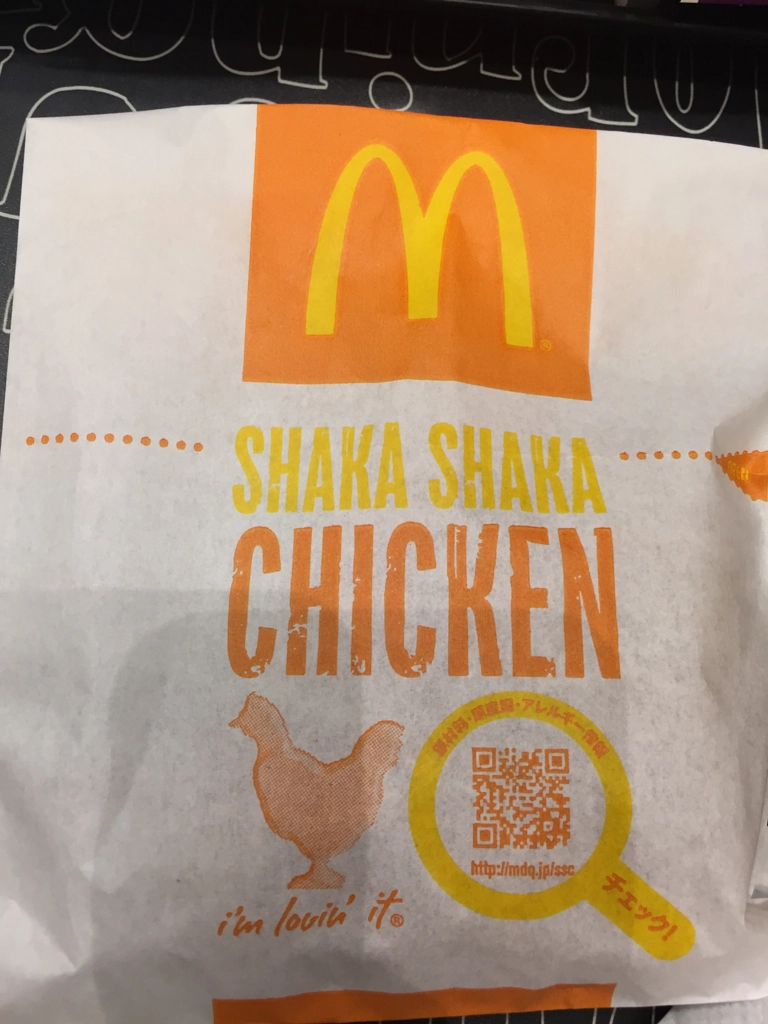 M
®
SHAKA SHAKA
CHICKEN
原材料・原産国・アレルギー情報
http://mdq.jp/ssc
チェック!
i'm lovin' it®